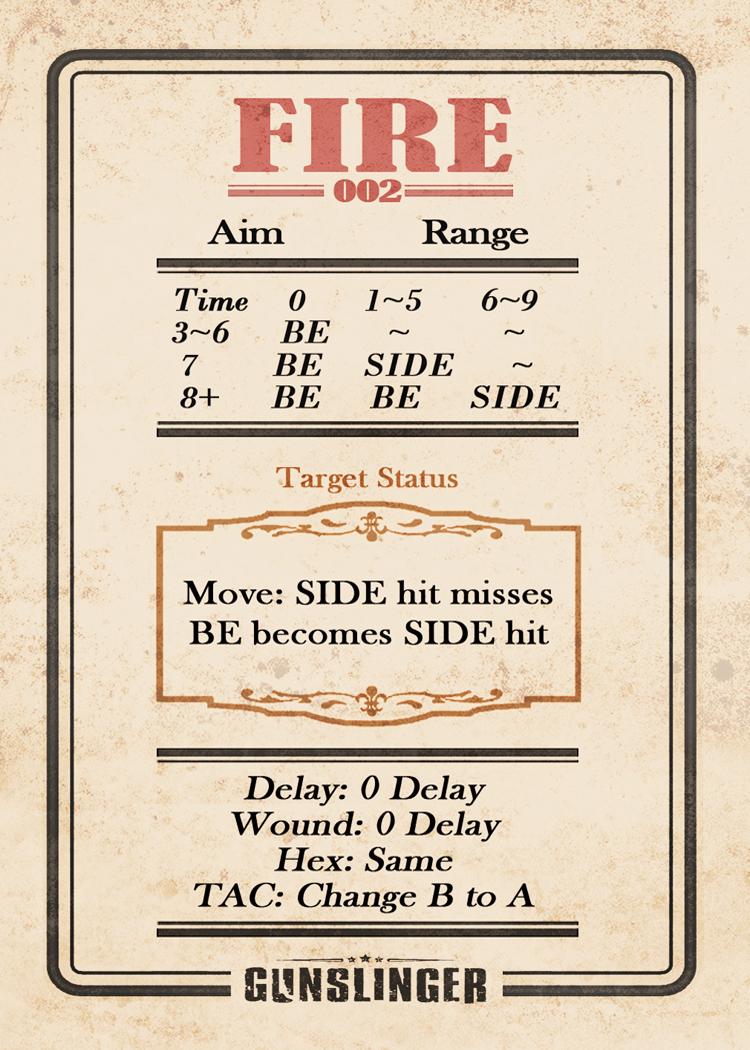 FIRE
002
Aim Range
Time 0 1~5 6~9
3~6 BE ~ ~
7 BE SIDE ~
8+ BE BE SIDE
Target Status
Move: SIDE hit misses
BE becomes SIDE hit
Delay: 0 Delay
Wound: 0 Delay
Hex: Same
TAC: Change B to A
GUNSLINGER